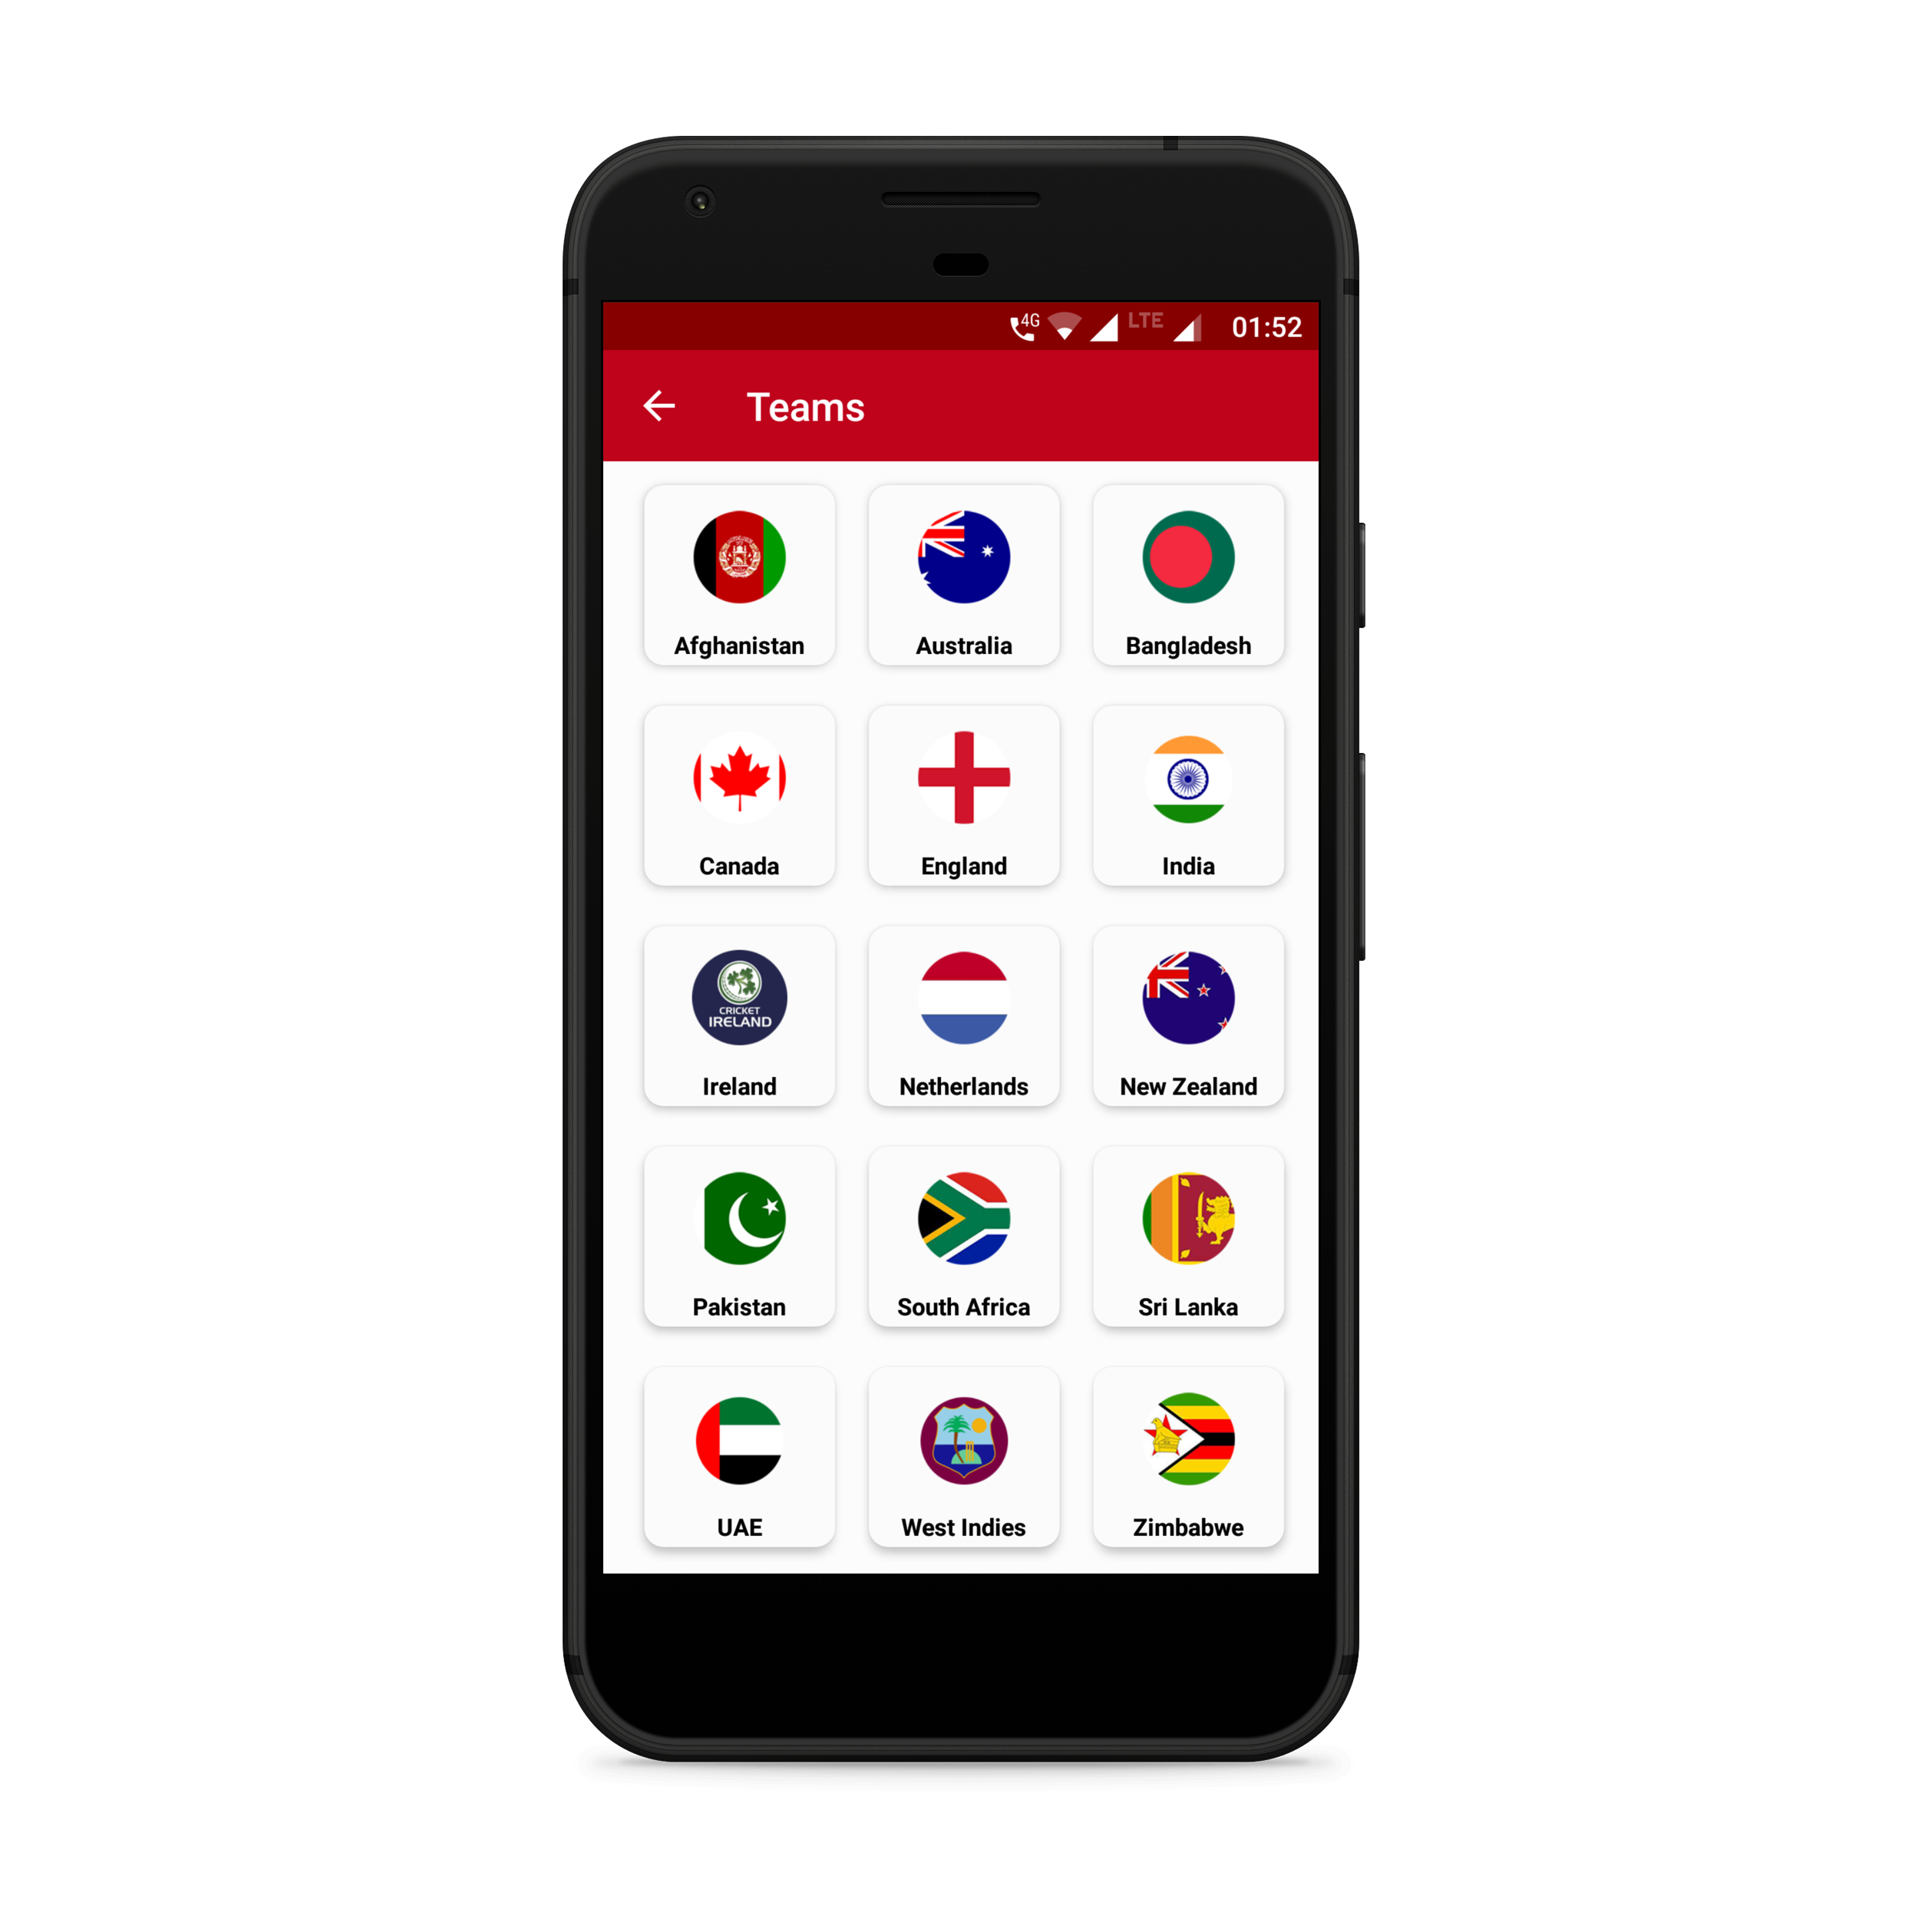 4G LTE 01:52
Teams
Afghanistan Australia Bangladesh
Canada England India
CRICKET
IRELAND
Ireland Netherlands New Zealand
Pakistan South Africa Sri Lanka
UAE West Indies Zimbabwe